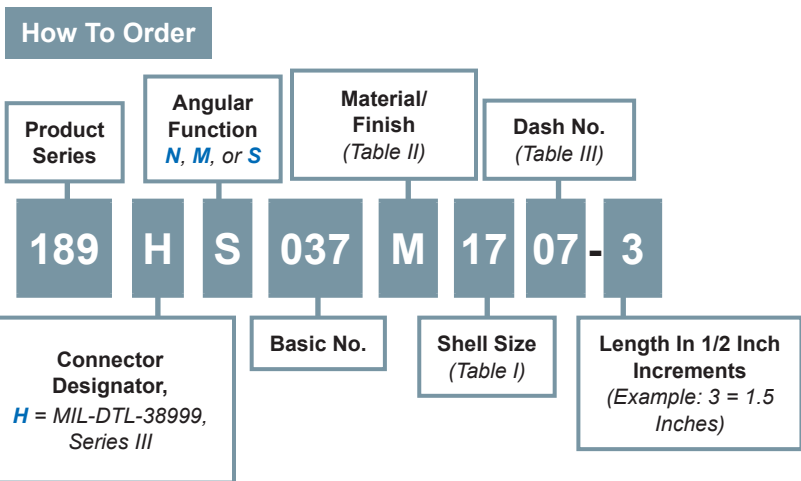 How To Order
Product
Series
Angular
Function
N, M, or S
Material/
Finish
(Table II)
Dash No.
(Table III)
189 H S 037 M 17 07 - 3
Connector
Designator,
H = MIL-DTL-38999,
Series III
Basic No.
Shell Size
(Table I)
Length In 1/2 Inch
Increments
(Example: 3 = 1.5
Inches)